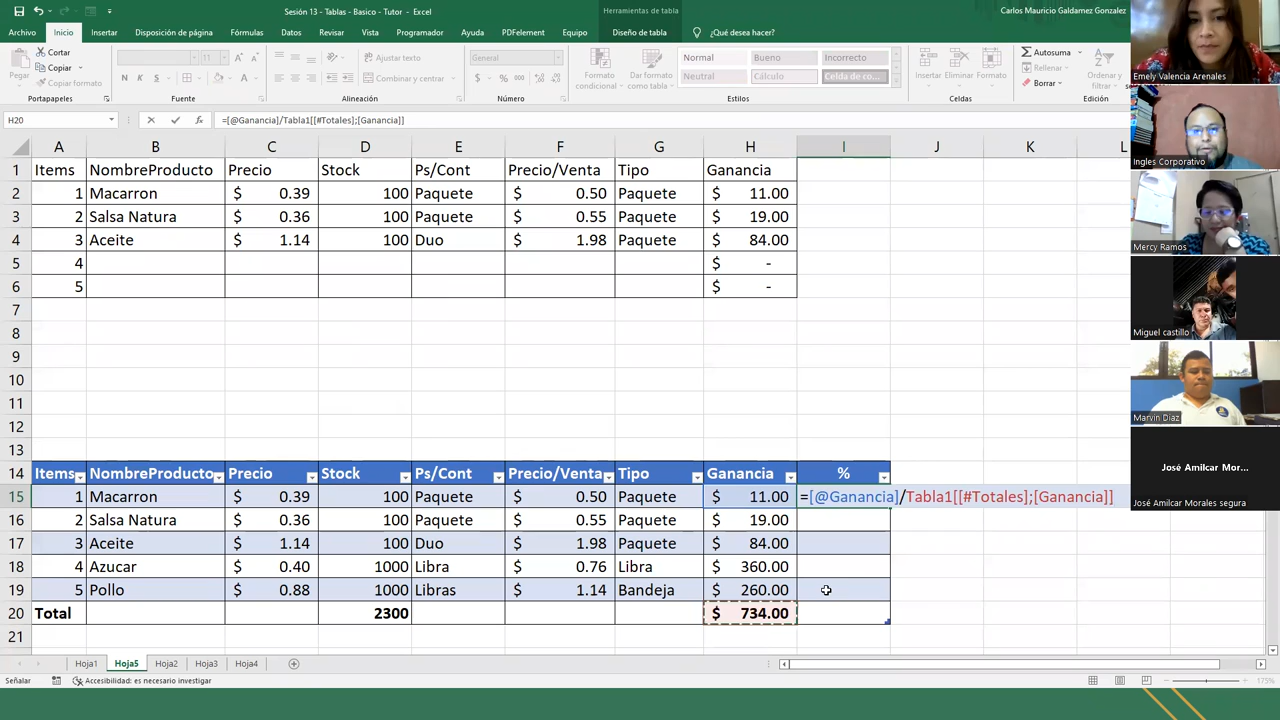 Sesión 13 - Tablas - Basico - Tutor - Excel
Herramientas de tabla
Carlos Mauricio Galdamez Gonzalez
Archivo Inicio Insertar Disposición de página Fórmulas Datos Revisar Vista Programador Ayuda PDFelement Equipo Diseño de tabla ¿Qué desea hacer?
Pegar
Cortar
Copiar
Copiar formato
Portapapeles
N K S
Fuente
Ajustar texto
Combinar y centrar
Alineación
$ %
Número
Formato condicional
Dar formato como tabla
Normal Bueno Incorrecto
Neutral Cálculo Celda de co...
Estilos
Insertar Eliminar Formato
Celdas
Autosuma
Rellenar
Borrar
Ordenar y filtrar
Edición
H20 fx =[@Ganancia]/Tabla1[[#Totales];[Ganancia]]
A B C D E F G H I J K L
1 Items NombreProducto Precio Stock Ps/Cont Precio/Venta Tipo Ganancia
2 1 Macarron $ 0.39 100 Paquete $ 0.50 Paquete $ 11.00
3 2 Salsa Natura $ 0.36 100 Paquete $ 0.55 Paquete $ 19.00
4 3 Aceite $ 1.14 100 Duo $ 1.98 Paquete $ 84.00
5 4 $ -
6 5 $ -
7
8
9
10
11
12
13
14 Items NombreProducto Precio Stock Ps/Cont Precio/Venta Tipo Ganancia %
15 1 Macarron $ 0.39 100 Paquete $ 0.50 Paquete $ 11.00 =[@Ganancia]/Tabla1[[#Totales];[Ganancia]]
16 2 Salsa Natura $ 0.36 100 Paquete $ 0.55 Paquete $ 19.00
17 3 Aceite $ 1.14 100 Duo $ 1.98 Paquete $ 84.00
18 4 Azucar $ 0.40 1000 Libra $ 0.76 Libra $ 360.00
19 5 Pollo $ 0.88 1000 Libras $ 1.14 Bandeja $ 260.00
20 Total 2300 $ 734.00
21
Hoja1 Hoja5 Hoja2 Hoja3 Hoja4
Señalar Accesibilidad: es necesario investigar 175%
Emely Valencia Arenales
Ingles Corporativo
Mercy Ramos
Miguel castillo
Marvin Diaz
José Amilcar Mor...
José Amilcar Morales segura